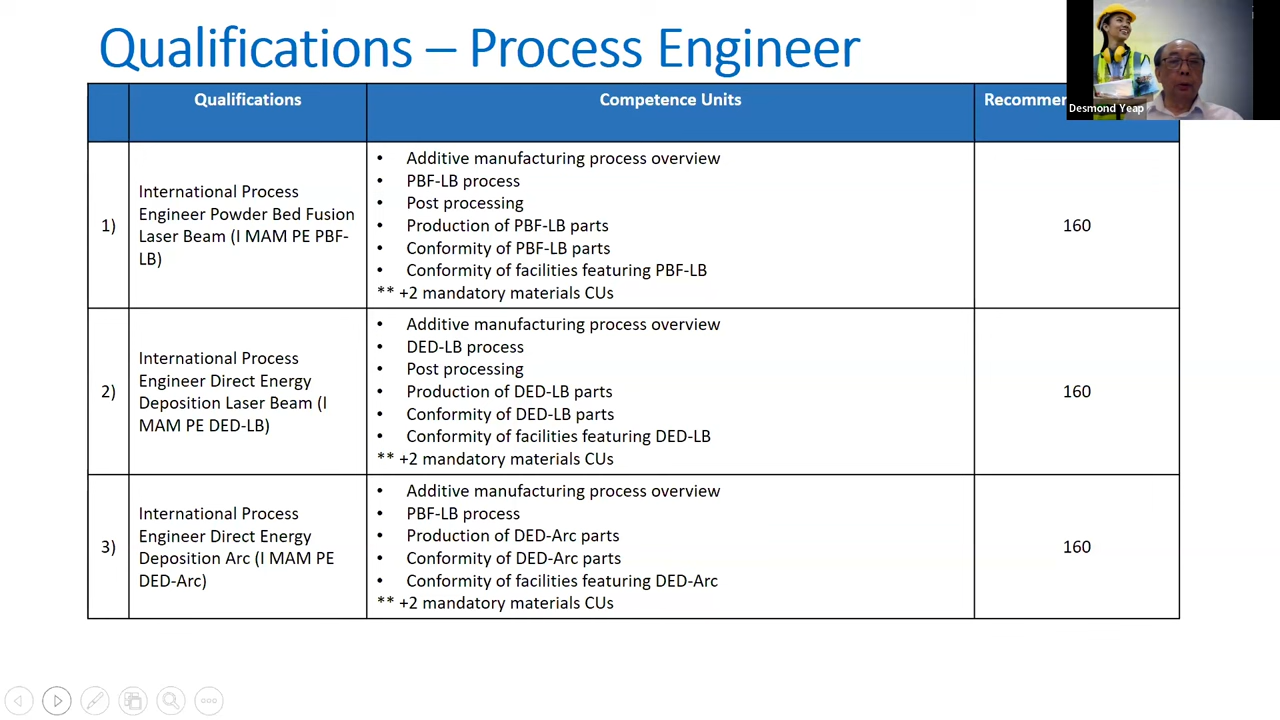 Qualifications – Process Engineer
Qualifications
Competence Units
Desmond Yeap
1)
International Process
Engineer Powder Bed Fusion
Laser Beam (I MAM PE PBF-
LB)
• Additive manufacturing process overview
• PBF-LB process
• Post processing
• Production of PBF-LB parts
• Conformity of PBF-LB parts
• Conformity of facilities featuring PBF-LB
** +2 mandatory materials CUs
160
2)
International Process
Engineer Direct Energy
Deposition Laser Beam (I
MAM PE DED-LB)
• Additive manufacturing process overview
• DED-LB process
• Post processing
• Production of DED-LB parts
• Conformity of DED-LB parts
• Conformity of facilities featuring DED-LB
** +2 mandatory materials CUs
160
3)
International Process
Engineer Direct Energy
Deposition Arc (I MAM PE
DED-Arc)
• Additive manufacturing process overview
• PBF-LB process
• Production of DED-Arc parts
• Conformity of DED-Arc parts
• Conformity of facilities featuring DED-Arc
** +2 mandatory materials CUs
160